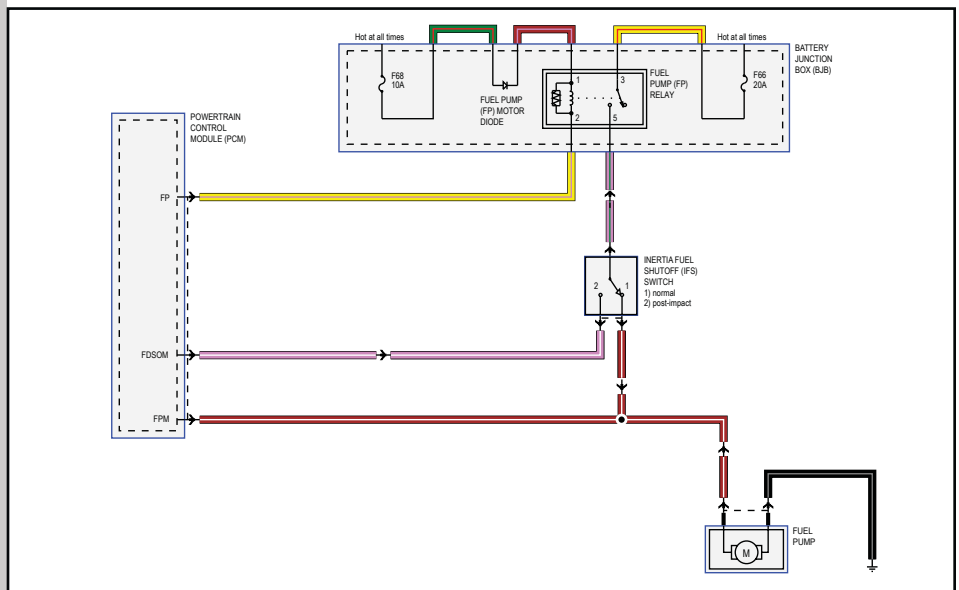 Hot at all times
Hot at all times
BATTERY
JUNCTION
BOX (BJB)
F68
10A
FUEL PUMP
(FP) MOTOR
DIODE
1
3
2
5
FUEL
PUMP (FP)
RELAY
F66
20A
POWERTRAIN
CONTROL
MODULE (PCM)
FP
INERTIA FUEL
SHUTOFF (IFS)
SWITCH
1) normal
2) post-impact
2
1
FDSOM
FPM
FUEL
PUMP
M